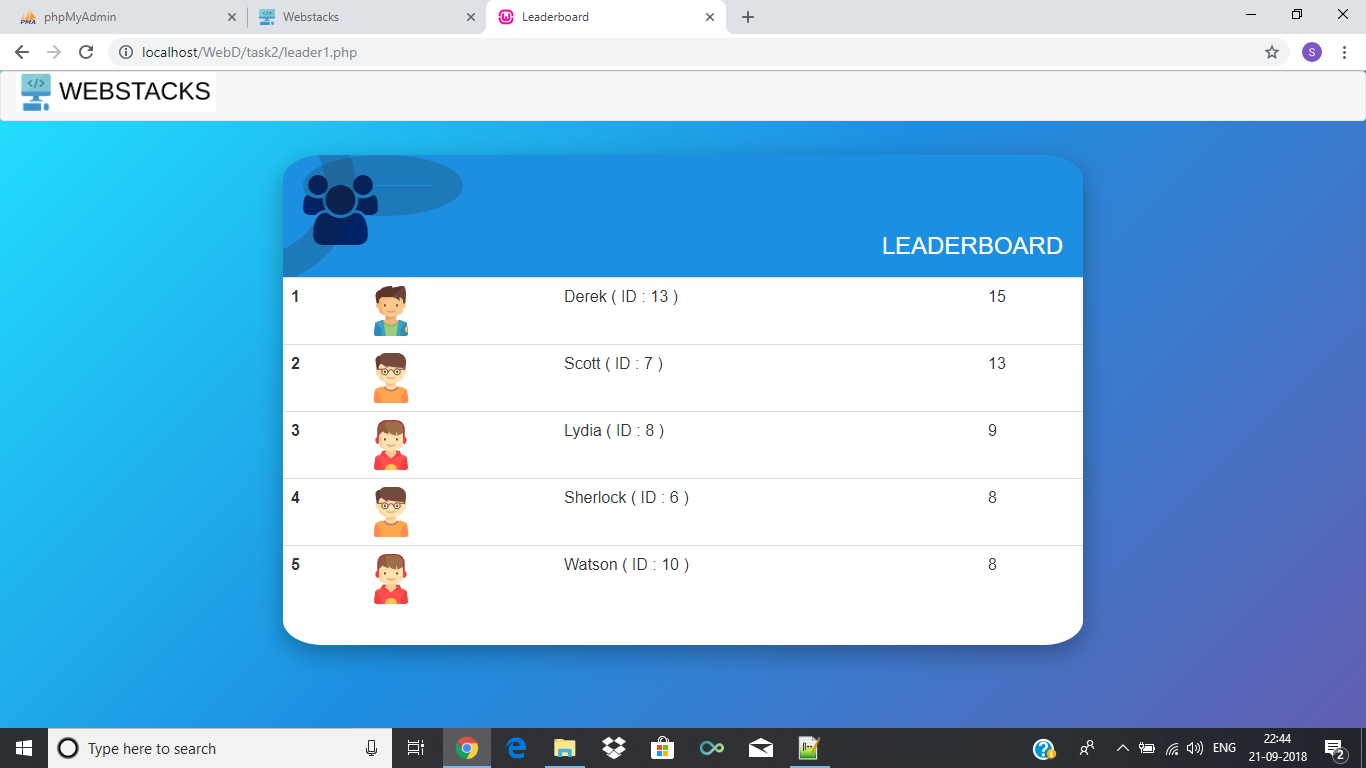 phpMyAdmin Webstacks Leaderboard
localhost/WebD/task2/leader1.php S
</> WEBSTACKS
LEADERBOARD
1 Derek ( ID : 13 ) 15
2 Scott ( ID : 7 ) 13
3 Lydia ( ID : 8 ) 9
4 Sherlock ( ID : 6 ) 8
5 Watson ( ID : 10 ) 8
Type here to search ENG 22:44
21-09-2018 2